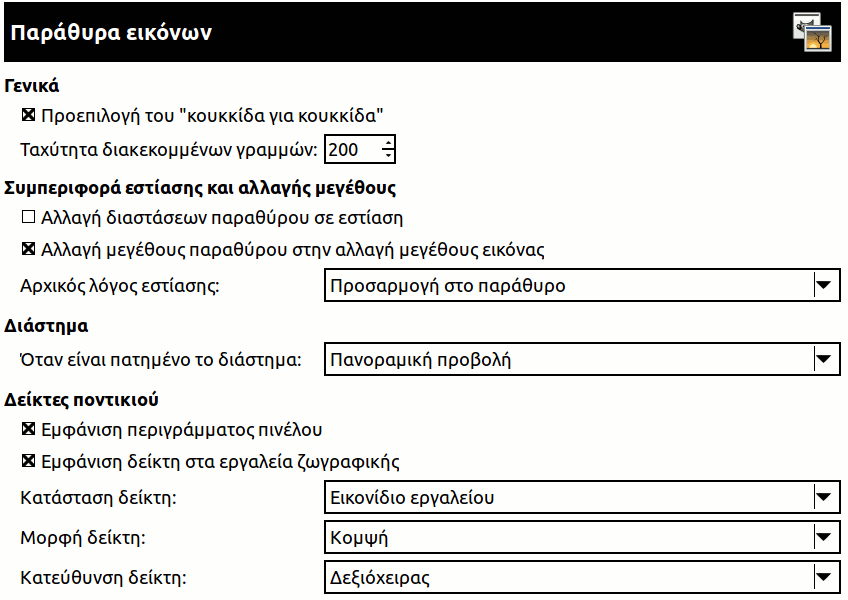 Παράθυρα εικόνων
Γενικά
Προεπιλογή του "κουκκίδα για κουκκίδα"
Ταχύτητα διακεκομμένων γραμμών: 200
Συμπεριφορά εστίασης και αλλαγής μεγέθους
Αλλαγή διαστάσεων παραθύρου σε εστίαση
Αλλαγή μεγέθους παραθύρου στην αλλαγή μεγέθους εικόνας
Αρχικός λόγος εστίασης: Προσαρμογή στο παράθυρο
Διάστημα
Όταν είναι πατημένο το διάστημα: Πανοραμική προβολή
Δείκτες ποντικιού
Εμφάνιση περιγράμματος πινέλου
Εμφάνιση δείκτη στα εργαλεία ζωγραφικής
Κατάσταση δείκτη: Εικονίδιο εργαλείου
Μορφή δείκτη: Κομψή
Κατεύθυνση δείκτη: Δεξιόχειρας